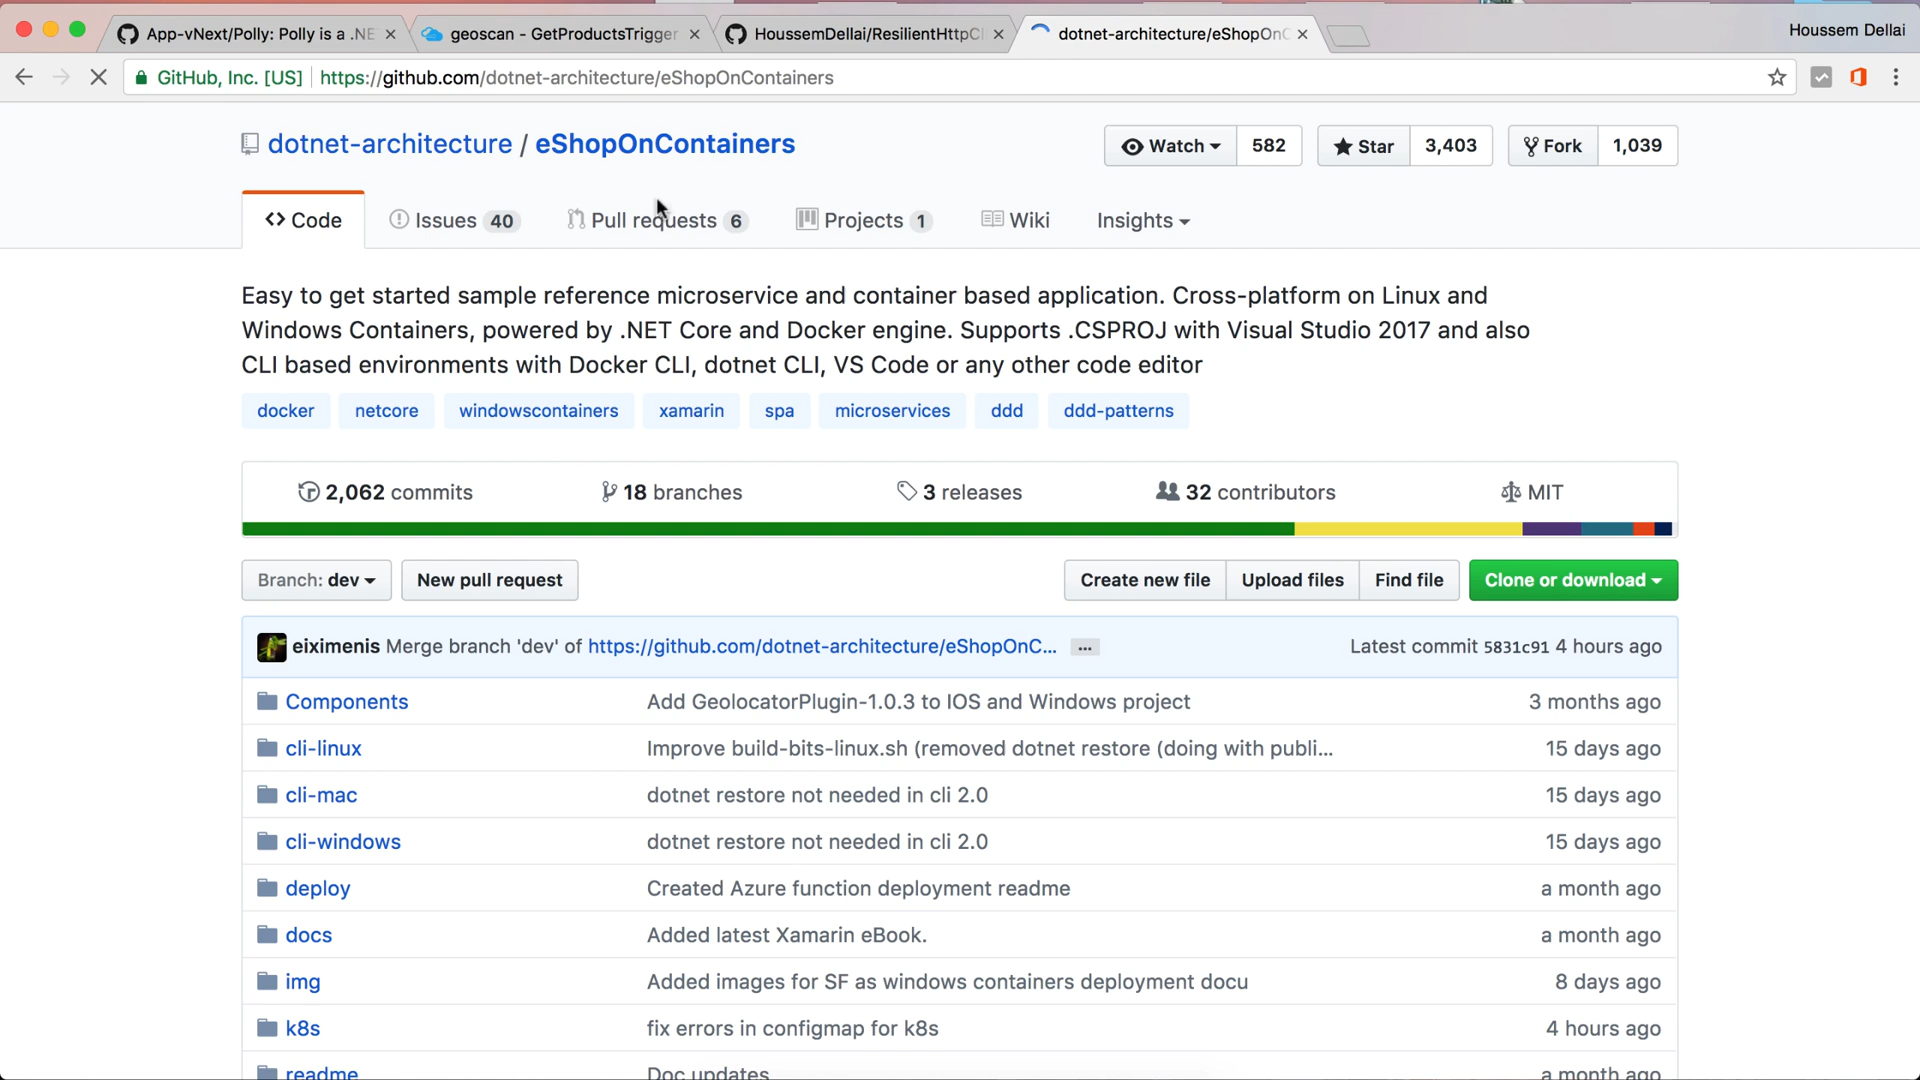 App-vNext/Polly: Polly is a .NE
geoscan - GetProductsTrigger
HoussemDellai/ResilientHttpCl
dotnet-architecture/eShopOnC
Houssem Dellai
GitHub, Inc. [US] https://github.com/dotnet-architecture/eShopOnContainers
dotnet-architecture / eShopOnContainers
Watch 582
Star 3,403
Fork 1,039
Code
Issues 40
Pull requests 6
Projects 1
Wiki
Insights
Easy to get started sample reference microservice and container based application. Cross-platform on Linux and
Windows Containers, powered by .NET Core and Docker engine. Supports .CSPROJ with Visual Studio 2017 and also
CLI based environments with Docker CLI, dotnet CLI, VS Code or any other code editor
docker netcore windowscontainers xamarin spa microservices ddd ddd-patterns
2,062 commits
18 branches
3 releases
32 contributors
MIT
Branch: dev
New pull request
Create new file
Upload files
Find file
Clone or download
eiximenis Merge branch 'dev' of https://github.com/dotnet-architecture/eShopOnC... ... Latest commit 5831c91 4 hours ago
Components Add GeolocatorPlugin-1.0.3 to IOS and Windows project 3 months ago
cli-linux Improve build-bits-linux.sh (removed dotnet restore (doing with publi... 15 days ago
cli-mac dotnet restore not needed in cli 2.0 15 days ago
cli-windows dotnet restore not needed in cli 2.0 15 days ago
deploy Created Azure function deployment readme a month ago
docs Added latest Xamarin eBook. a month ago
img Added images for SF as windows containers deployment docu 8 days ago
k8s fix errors in configmap for k8s 4 hours ago
readme Doc updates a month ago